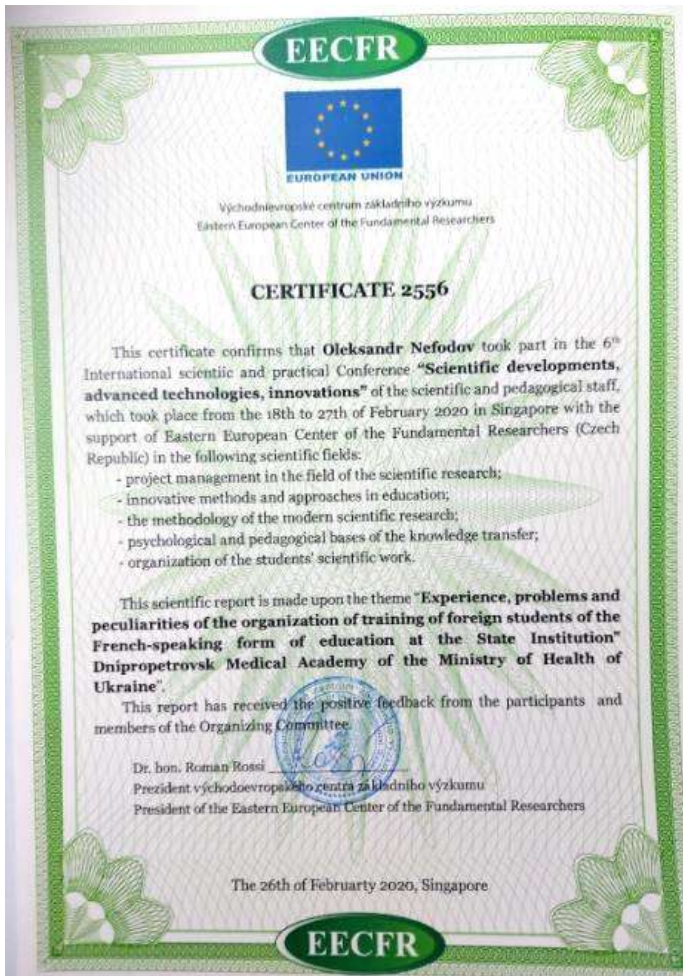 EECFR
EUROPEAN UNION
Východnievropské centrum základního výzkumu
Eastern European Center of the Fundamental Researchers
CERTIFICATE 2556
This certificate confirms that Oleksandr Nefodov took part in the 6th
International scientiic and practical Conference "Scientific developments,
advanced technologies, innovations" of the scientific and pedagogical staff,
which took place from the 18th to 27th of February 2020 in Singapore with the
support of Eastern European Center of the Fundamental Researchers (Czech
Republic) in the following scientific fields:
- project management in the field of the scientific research;
- innovative methods and approaches in education;
- the methodology of the modern scientific research;
- psychological and pedagogical bases of the knowledge transfer;
- organization of the students' scientific work.
This scientific report is made upon the theme "Experience, problems and
peculiarities of the organization of training of foreign students of the
French-speaking form of education at the State Institution"
Dnipropetrovsk Medical Academy of the Ministry of Health of
Ukraine".
This report has received the positive feedback from the participants and
members of the Organizing Committee.
Dr. hon. Roman Rossi
Prezident východoevropského centra základního výzkumu
President of the Eastern European Center of the Fundamental Researchers
The 26th of Februarty 2020, Singapore
EECFR